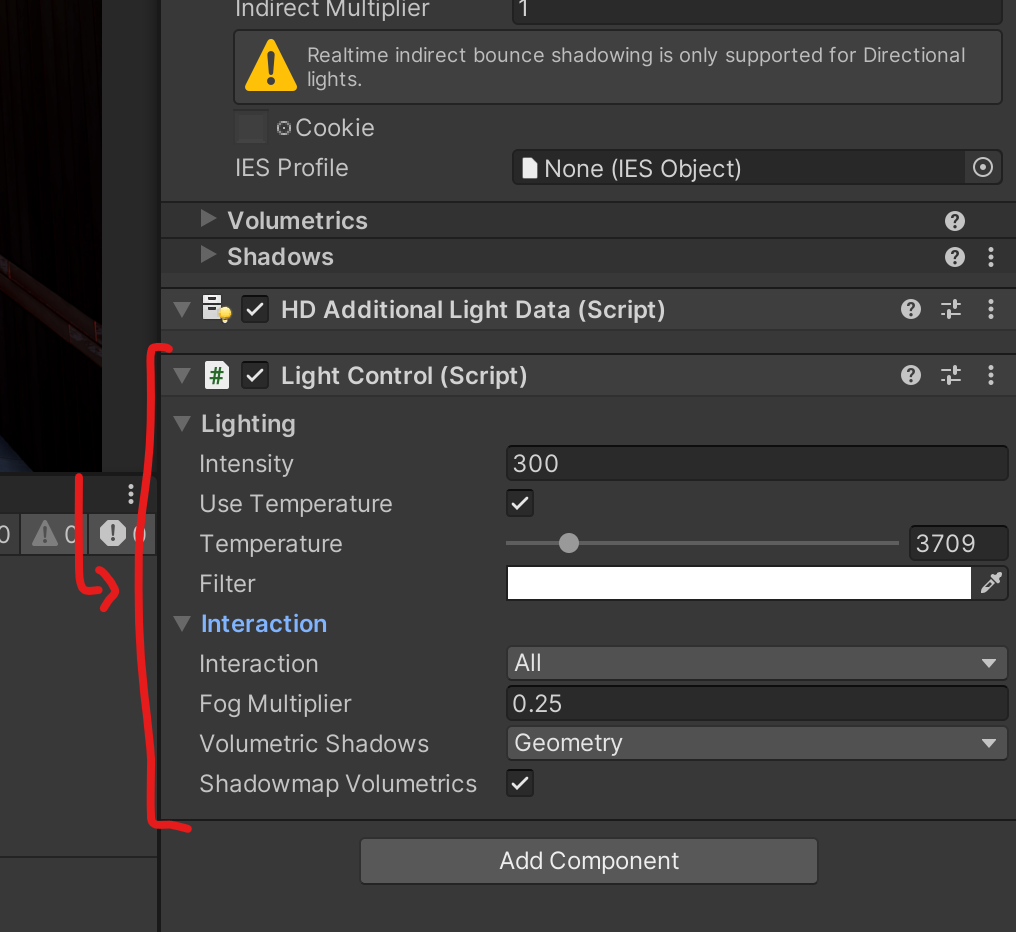 Indirect Multiplier 1
Realtime indirect bounce shadowing is only supported for Directional
lights.
Cookie
IES Profile None (IES Object)
Volumetrics
Shadows
HD Additional Light Data (Script)
# Light Control (Script)
Lighting
Intensity 300
Use Temperature
0 0 0
Temperature 3709
Filter
Interaction
Interaction All
Fog Multiplier 0.25
Volumetric Shadows Geometry
Shadowmap Volumetrics
Add Component